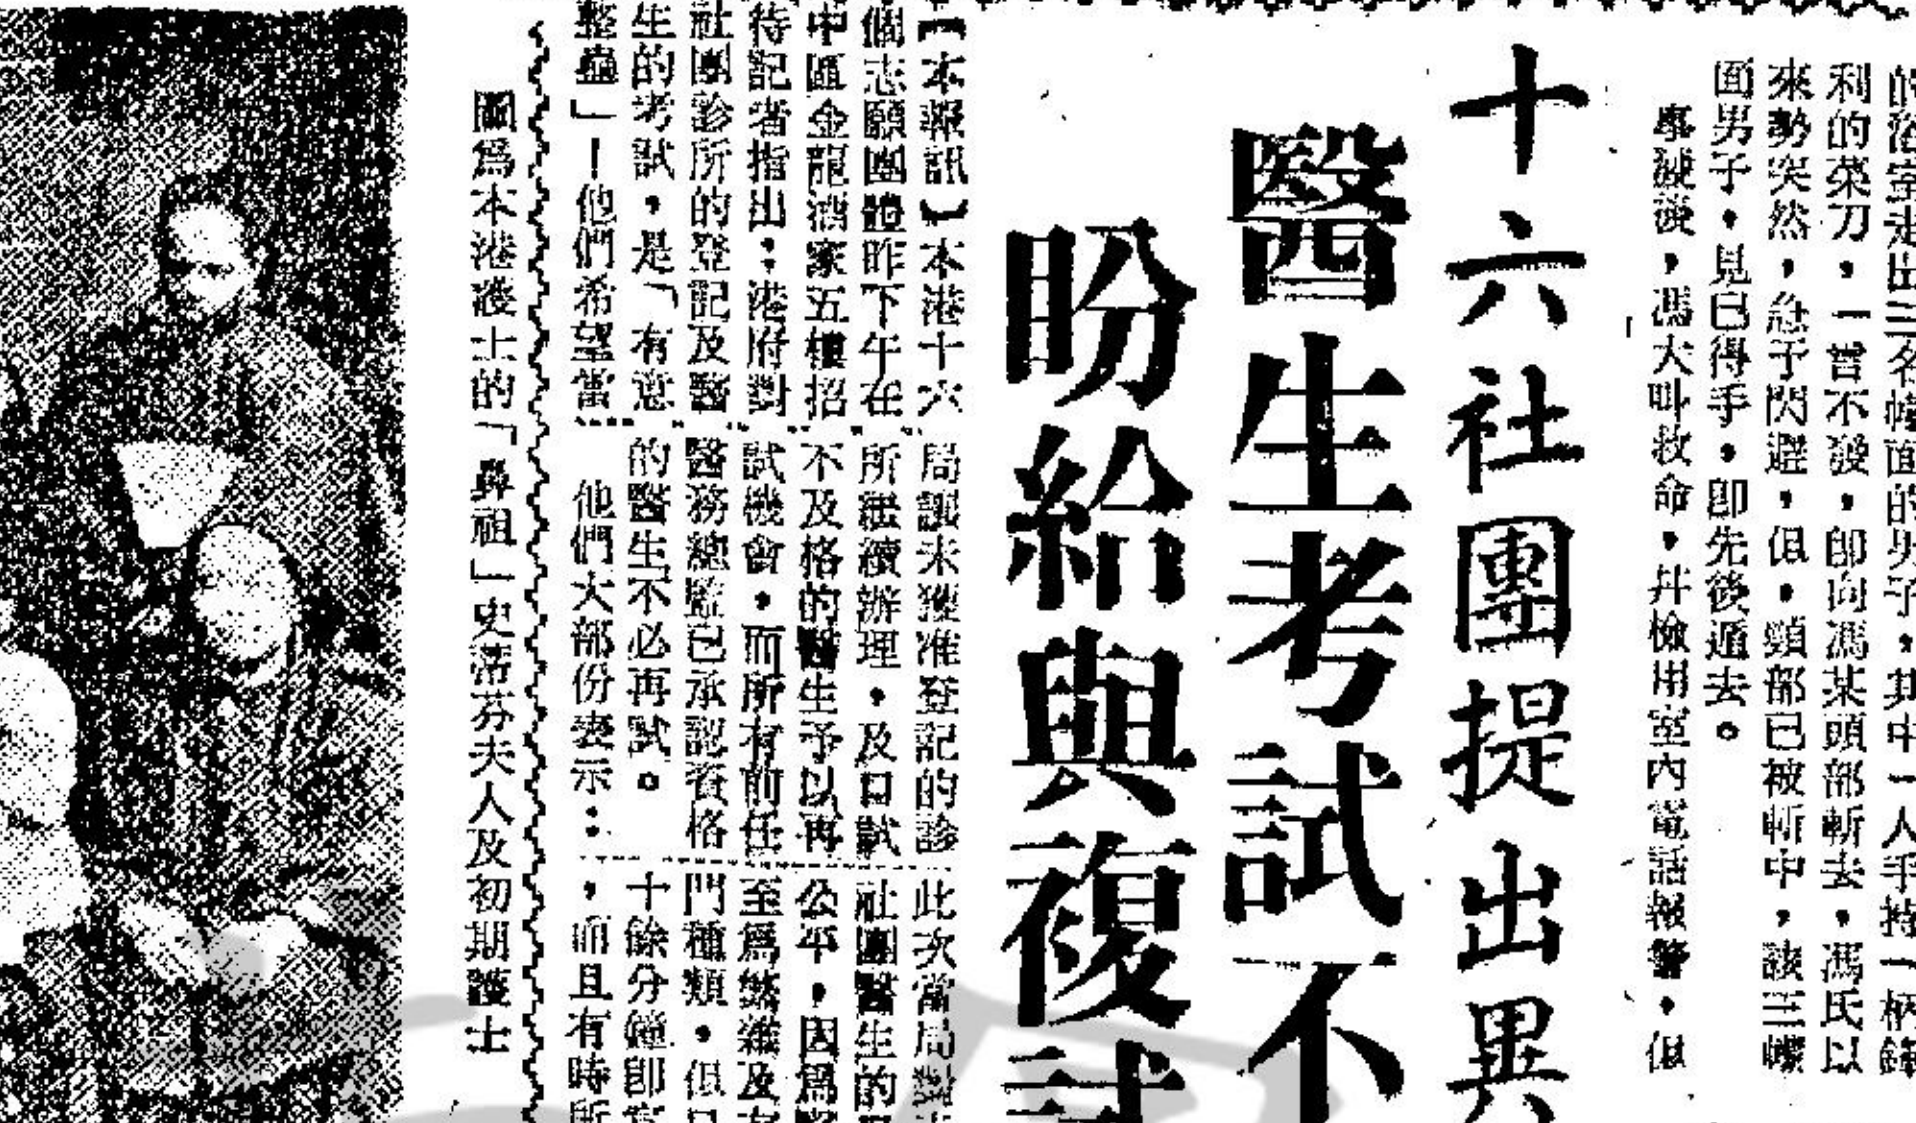 的浴室走出三名幪面的男子，其中一人手持一柄鋒
利的菜刀，一言不發，即向馮某頭部斬去，馮氏以
來勢突然，急予閃避，但，頸部已被斬中，該三幪
面男子，見已得手，即先後遁去。
事後，馮大叫救命，幷檢用室內電話報警，但
十六社團提出異
醫生考試不
盼給與復試
【本報訊】本港十六
個志願團體昨下午在
中區金龍酒家五樓招
待記者指出：港府對
社團診所的登記及醫
生的考試，是「有意
整蠱」—他們希望當
局讓未獲准登記的診
所繼續辦理，及口試
不及格的醫生予以再
試機會，而所有前任
醫務總監已承認資格
的醫生不必再試。
他們大部份表示：
此次當局對
社團醫生的
公平，因爲
至爲繁雜及
門種類，但
十餘分鐘即
，而且有時所
圖爲本港護士的「鼻祖」史蒂芬夫人及初期護士